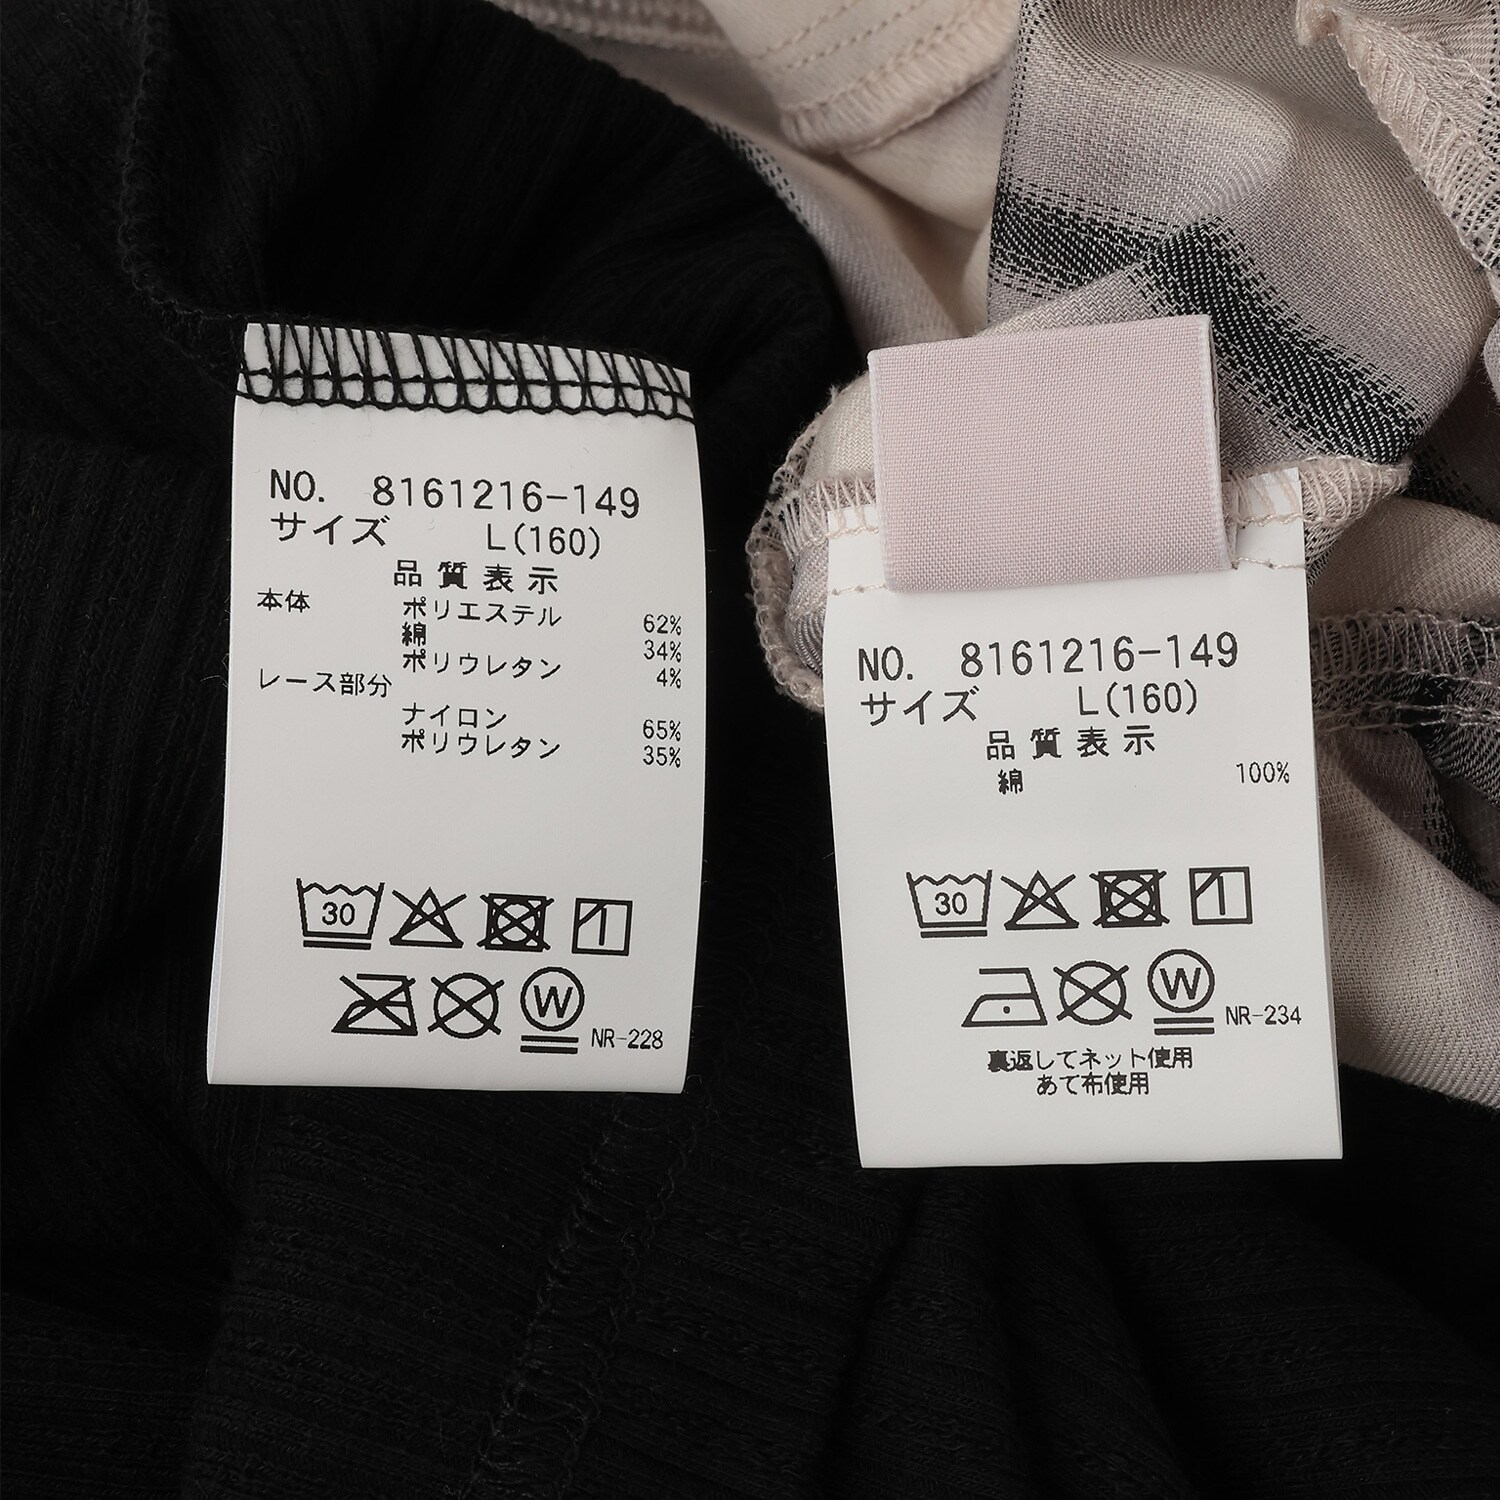 NO. 8161216-149
サイズ L(160)
品質表示
本体 ポリエステル 62%
綿 34%
ポリウレタン 4%
レース部分
ナイロン 65%
ポリウレタン 35%
30
W NR-228
NO. 8161216-149
サイズ L(160)
品質表示
綿 100%
30
W NR-234
裏返してネット使用
あて布使用